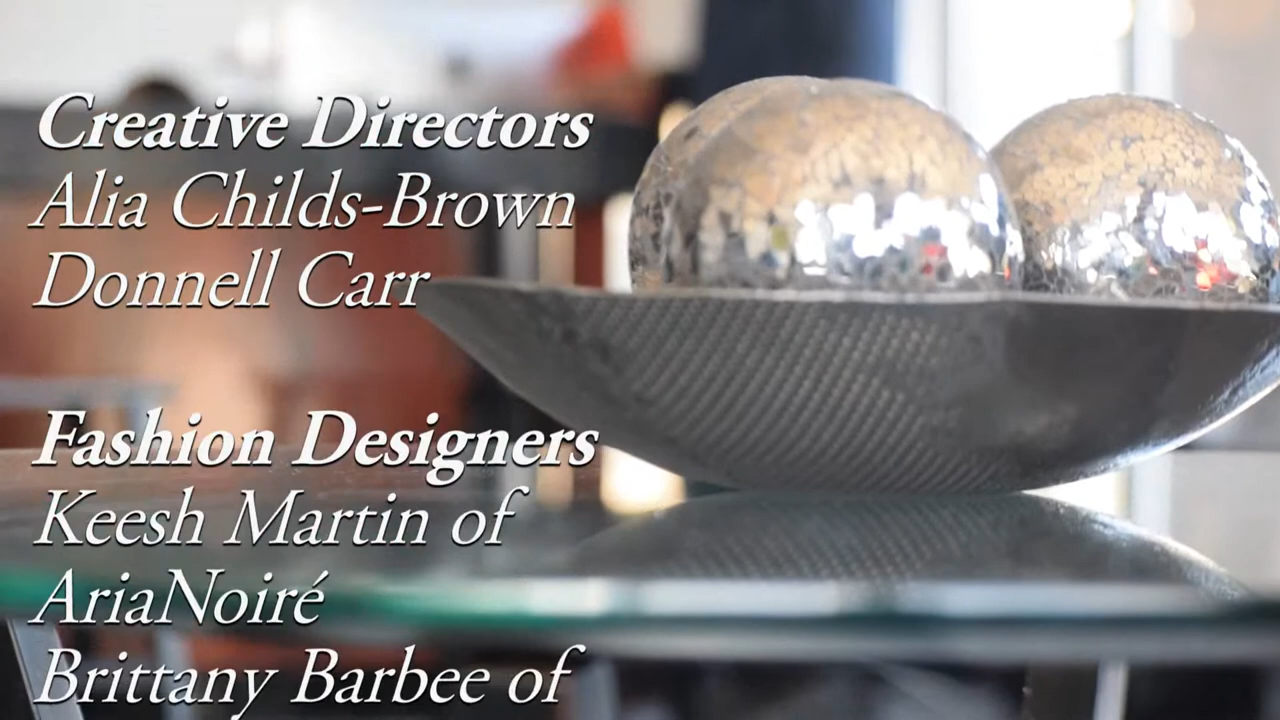 Creative Directors
Alia Childs-Brown
Donnell Carr
Fashion Designers
Keesh Martin of
AriaNoiré
Brittany Barbee of